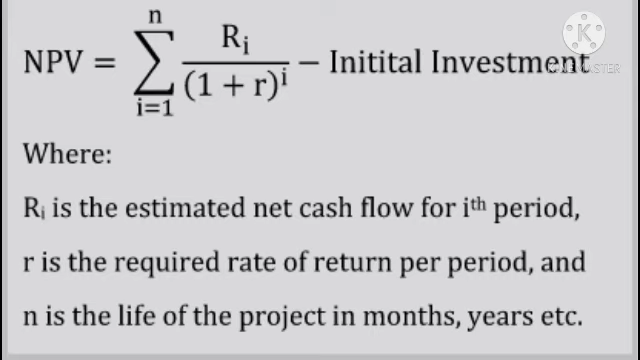 n
NPV = ∑ Rᵢ / (1 + r)ⁱ − Initital Investment
i=1
Where:
Rᵢ is the estimated net cash flow for iᵗʰ period,
r is the required rate of return per period, and
n is the life of the project in months, years etc.
K
KINEMASTER